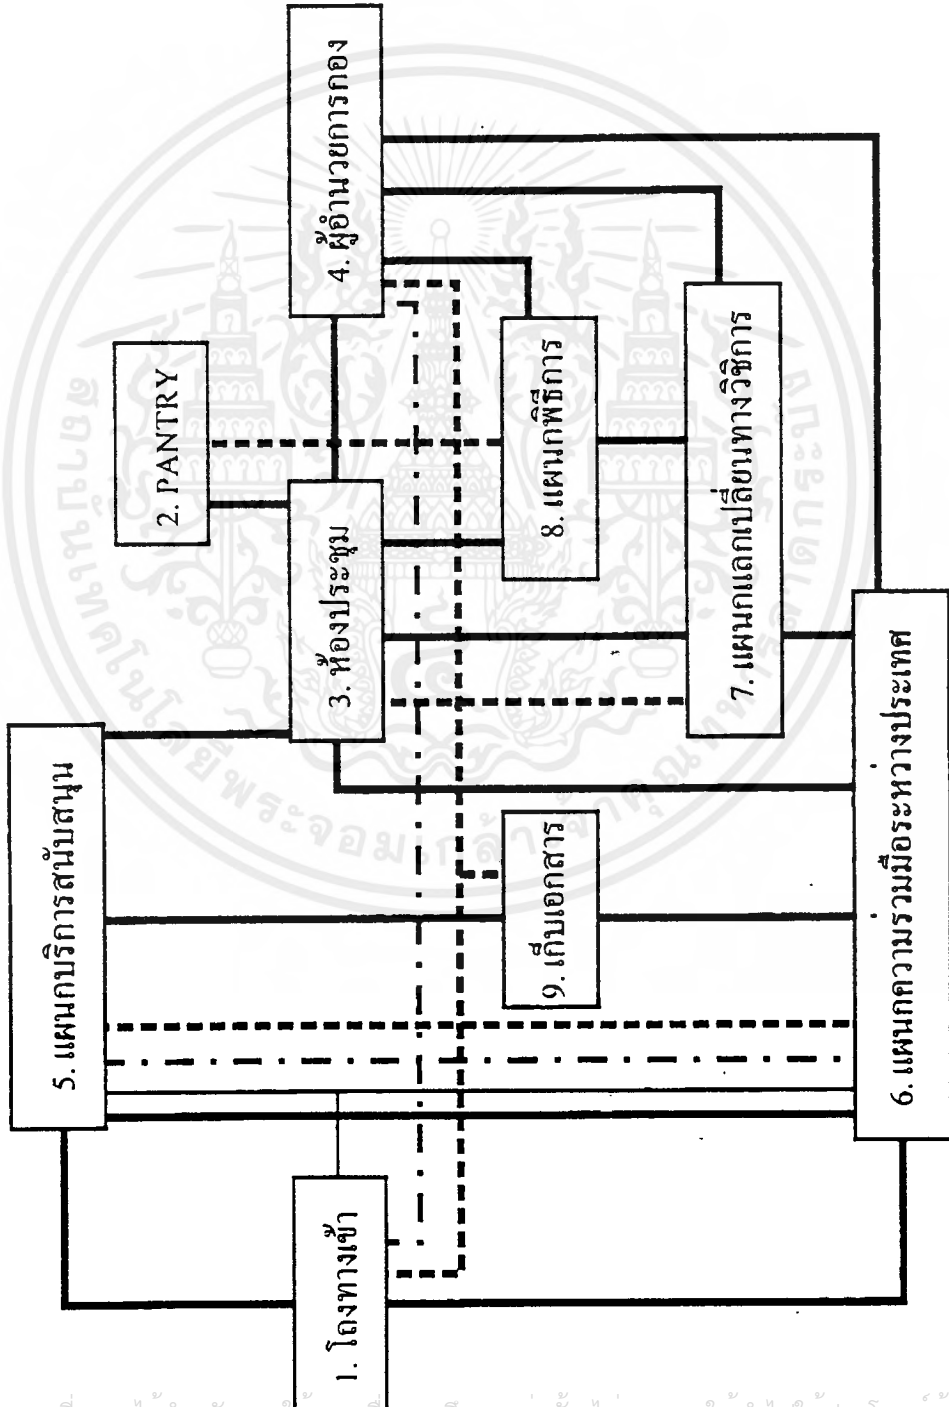 1. โถงทางเข้า
2. PANTRY
3. ห้องประชุม
4. ผู้อำนวยการกอง
5. แผนกบริการสนับสนุน
6. แผนกความรวมมือระหวางประเทศ
7. แผนกแลกเปลี่ยนทางวิชการ
8. แผนกพิธีการ
9. เก็บเอกสาร